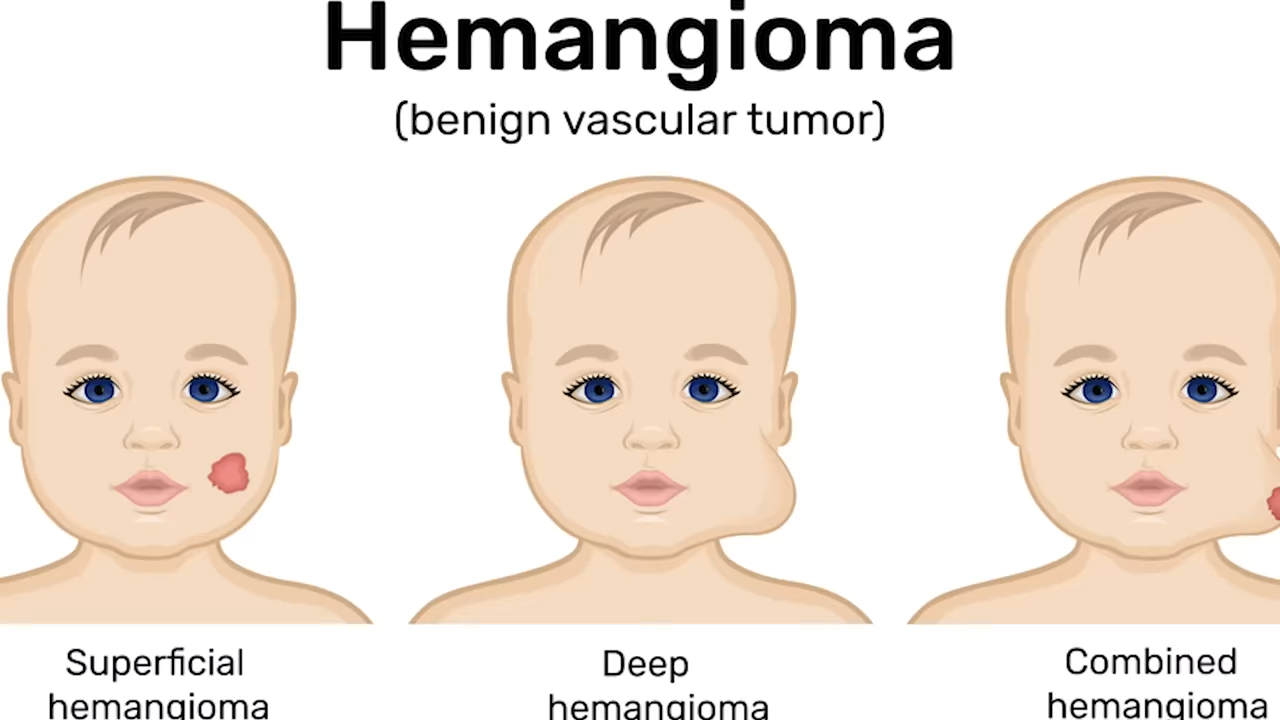 Hemangioma
(benign vascular tumor)
Superficial
hemangioma
Deep
hemangioma
Combined
hemangioma